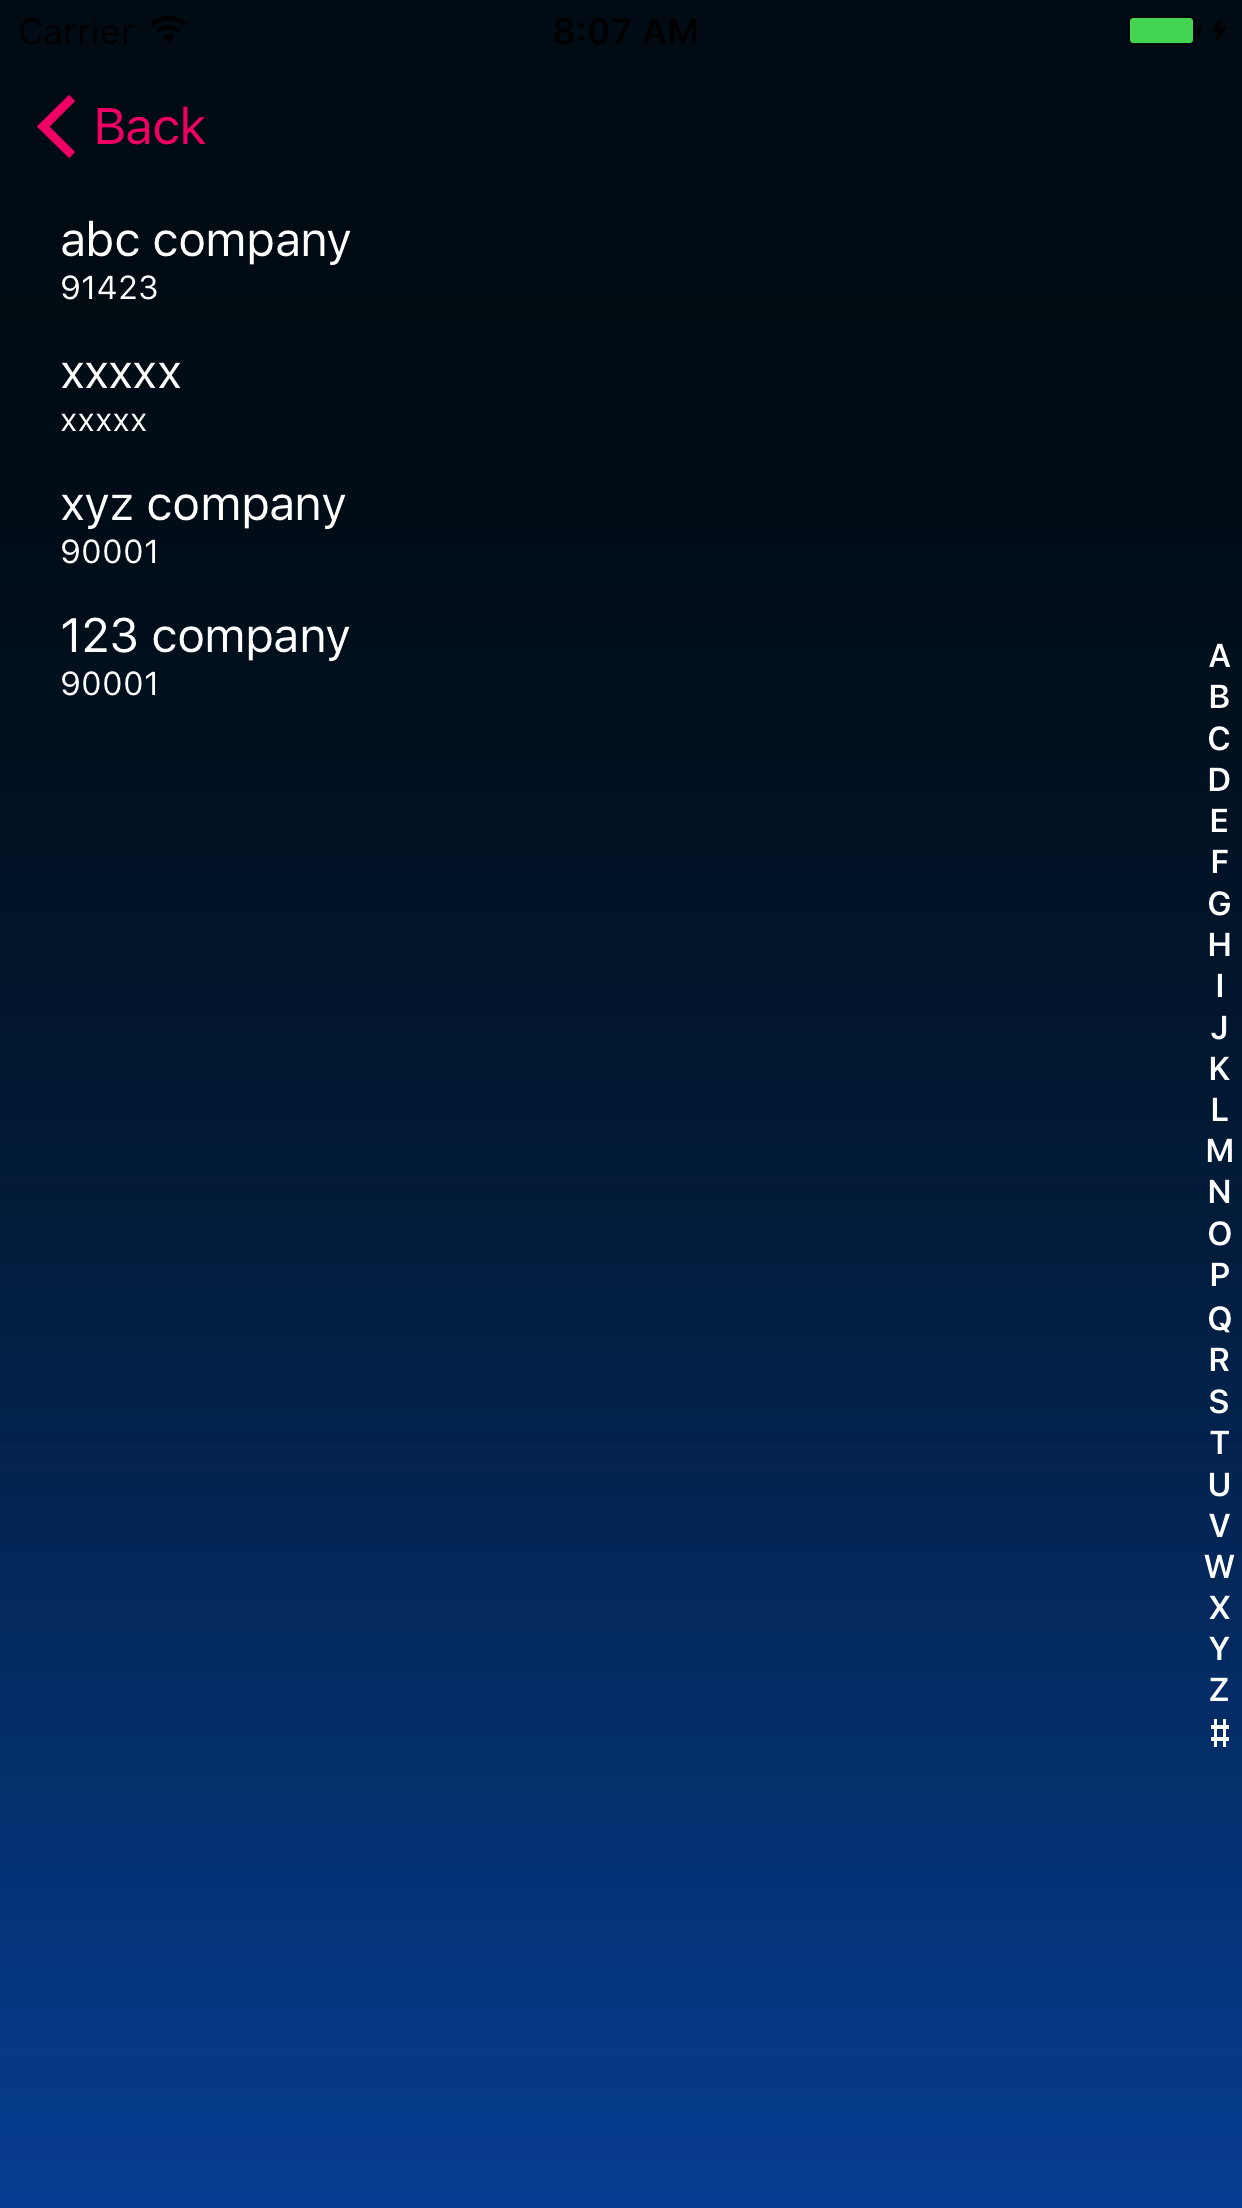 Carrier 8:07 AM
Back
abc company
91423
xxxxx
xxxxx
xyz company
90001
123 company
90001
A
B
C
D
E
F
G
H
I
J
K
L
M
N
O
P
Q
R
S
T
U
V
W
X
Y
Z
#